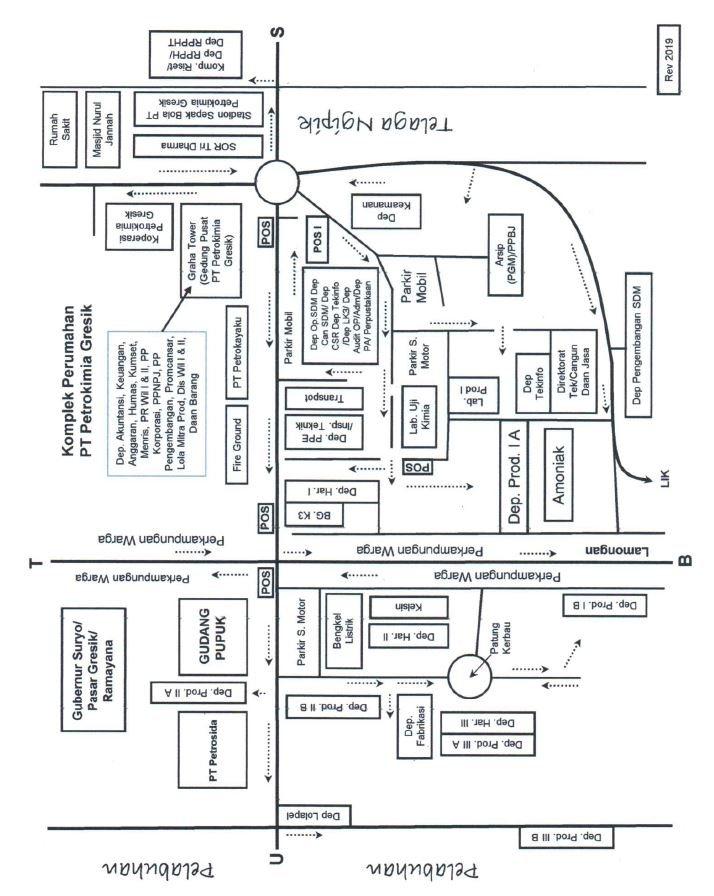 Komplek Perumahan
PT Petrokimia Gresik
Rev 2019
S
Komp. Riset/
Dep RPPH/
Dep RPPHT
Rumah
Sakit
Masjid Nurul
Jannah
Stadion Sepak Bola PT
Petrokimia Gresik
SOR Tri Dharma
Telaga Ngipik
Koperasi
Petrokimia
Gresik
Graha Tower
(Gedung Pusat
PT Petrokimia
Gresik)
POS
POS I
Dep
Keamanan
Dep. Akuntansi, Keuangan,
Anggaran, Humas, Kumset,
Menris, PR Wil I & II, PP
Korporasi, PPNPJ, PP
Pengembangan, Promcansar,
Lola Mitra Prod, Dis Wil I & II,
Daan Barang
PT Petrokayaku
Fire Ground
Parkir Mobil
Dep Op SDM Dep
Can SDM/ Dep
CSR Dep Tekinfo
/Dep LK3/ Dep
Audit OP/Adm/Dep
PA/ Perpustakaan
Parkir
Mobil
Arsip
(PGM)/PPBJ
Transpot
Dep. PPE
/Insp. Teknik
Parkir S.
Motor
Lab. Uji
Kimia
Lab.
Prod I
Dep
Tekinfo
Direktorat
Tek/Cangun
Daan Jasa
Dep Pengembangan SDM
POS
POS
BG. K3
Dep. Har. I
Dep. Prod. I A
Amoniak
LIK
T
Perkampungan Warga
Perkampungan Warga
Perkampungan Warga
Perkampungan Warga
Lamongan
B
POS
Gubernur Suryo/
Pasar Gresik/
Ramayana
GUDANG
PUPUK
Dep. Prod. II A
PT Petrosida
Parkir S. Motor
Bengkel
Listrik
Kelsin
Dep. Har. II
Patung
Kerbau
Dep. Prod. I B
Dep. Prod. II B
Dep.
Fabrikasi
Dep. Har. III
Dep. Prod. III A
Dep Lolapel
Dep. Prod. III B
U
Pelabuhan
Pelabuhan